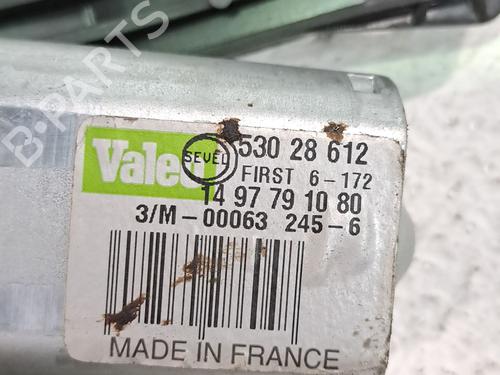 B-PARTS
Valeo SEVEL 530 28 612
FIRST 6-172
14 97 79 10 80
3/M-00063 245-6
MADE IN FRANCE